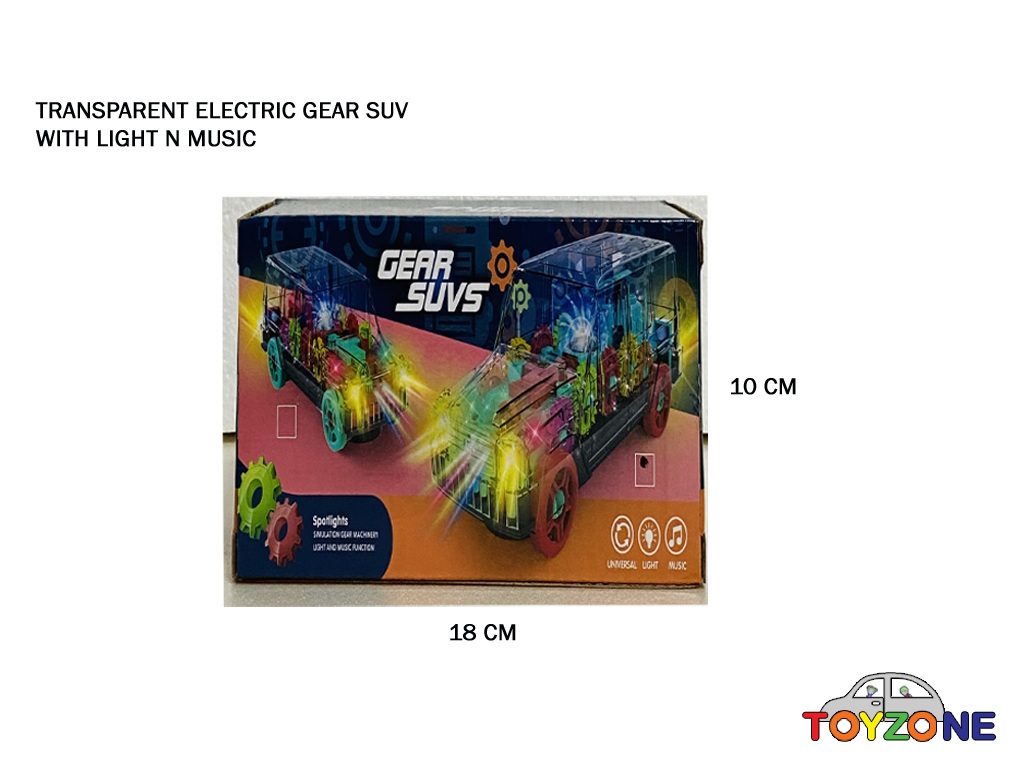 TRANSPARENT ELECTRIC GEAR SUV
WITH LIGHT N MUSIC
GEAR
SUVS
10 CM
Spotlights
SIMULATION GEAR MACHINERY
LIGHT AND MUSIC FUNCTION
UNIVERSAL LIGHT MUSIC
18 CM
TOYZONE